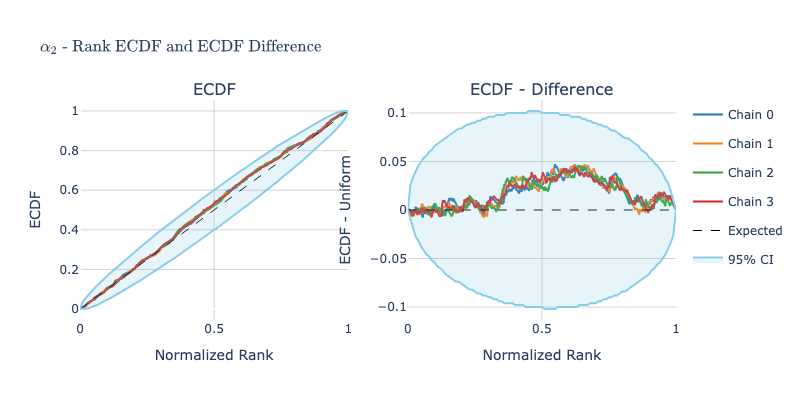 α₂ - Rank ECDF and ECDF Difference
ECDF
ECDF - Difference
ECDF
1
0.8
0.6
0.4
0.2
0
0
0.5
1
Normalized Rank
ECDF - Uniform
0.1
0.05
0
−0.05
−0.1
0
0.5
1
Normalized Rank
Chain 0
Chain 1
Chain 2
Chain 3
Expected
95% CI